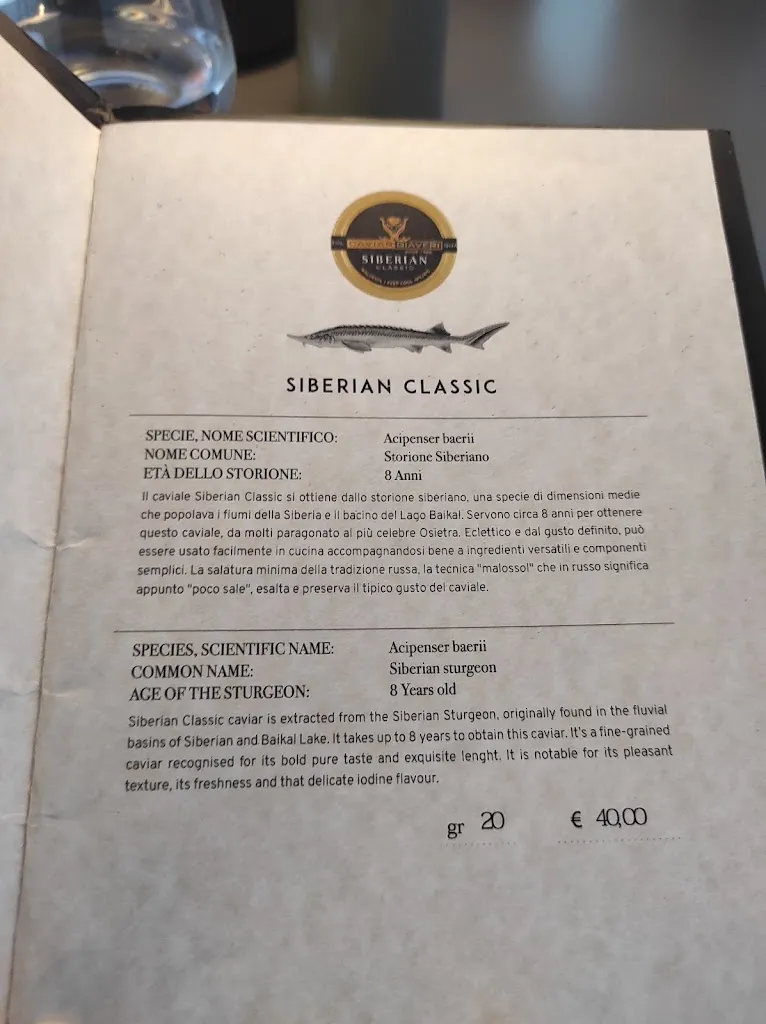 CAVIAR GIAVERI
SIBERIAN
CLASSIC
SIBERIAN CLASSIC
SPECIE, NOME SCIENTIFICO: Acipenser baerii
NOME COMUNE: Storione Siberiano
ETÀ DELLO STORIONE: 8 Anni
Il caviale Siberian Classic si ottiene dallo storione siberiano, una specie di dimensioni medie
che popolava i fiumi della Siberia e il bacino del Lago Baikal. Servono circa 8 anni per ottenere
questo caviale, da molti paragonato al più celebre Osietra. Eclettico e dal gusto definito, può
essere usato facilmente in cucina accompagnandosi bene a ingredienti versatili e componenti
semplici. La salatura minima della tradizione russa, la tecnica "malossol" che in russo significa
appunto "poco sale", esalta e preserva il tipico gusto del caviale.
SPECIES, SCIENTIFIC NAME: Acipenser baerii
COMMON NAME: Siberian sturgeon
AGE OF THE STURGEON: 8 Years old
Siberian Classic caviar is extracted from the Siberian Sturgeon, originally found in the fluvial
basins of Siberian and Baikal Lake. It takes up to 8 years to obtain this caviar. It's a fine-grained
caviar recognised for its bold pure taste and exquisite lenght. It is notable for its pleasant
texture, its freshness and that delicate iodine flavour.
gr 20 € 40,00